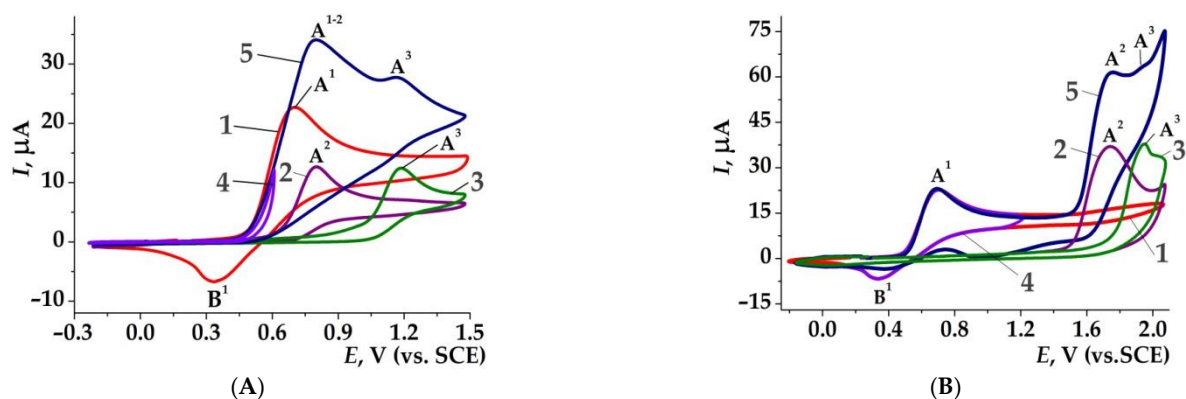 30
20
10
0
−10
I, µA
−0.3
0.0
0.3
0.6
0.9
1.2
1.5
E, V (vs. SCE)
A¹⁻²
5
A³
A¹
1
A³
A²
2
4
3
B¹
(A)
75
60
45
30
15
0
−15
I, µA
0.0
0.4
0.8
1.2
1.6
2.0
E, V (vs.SCE)
A² A³
5
A³
2
A²
3
A¹
1
4
B¹
(B)